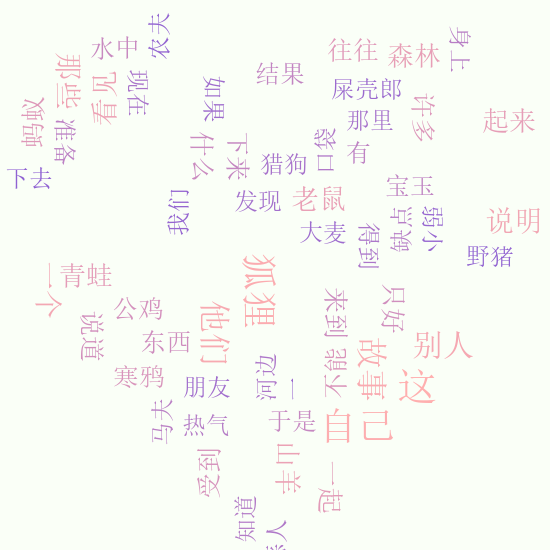 身上
农夫
水中
往往
森林
那些
看见
现在
结果
如果
屎壳郎
蚂蚁
准备
许多
那里
起来
什么
下来
猎狗
口袋
有
下去
宝玉
我们
发现
老鼠
大麦
得到
缺点
弱小
说明
野猪
一个
青蛙
狐狸
公鸡
说道
他们
东西
来到
只好
故事
别人
寒鸦
朋友
河边
一
不能
这
马夫
热气
于是
自己
受到
山羊
一起
知道